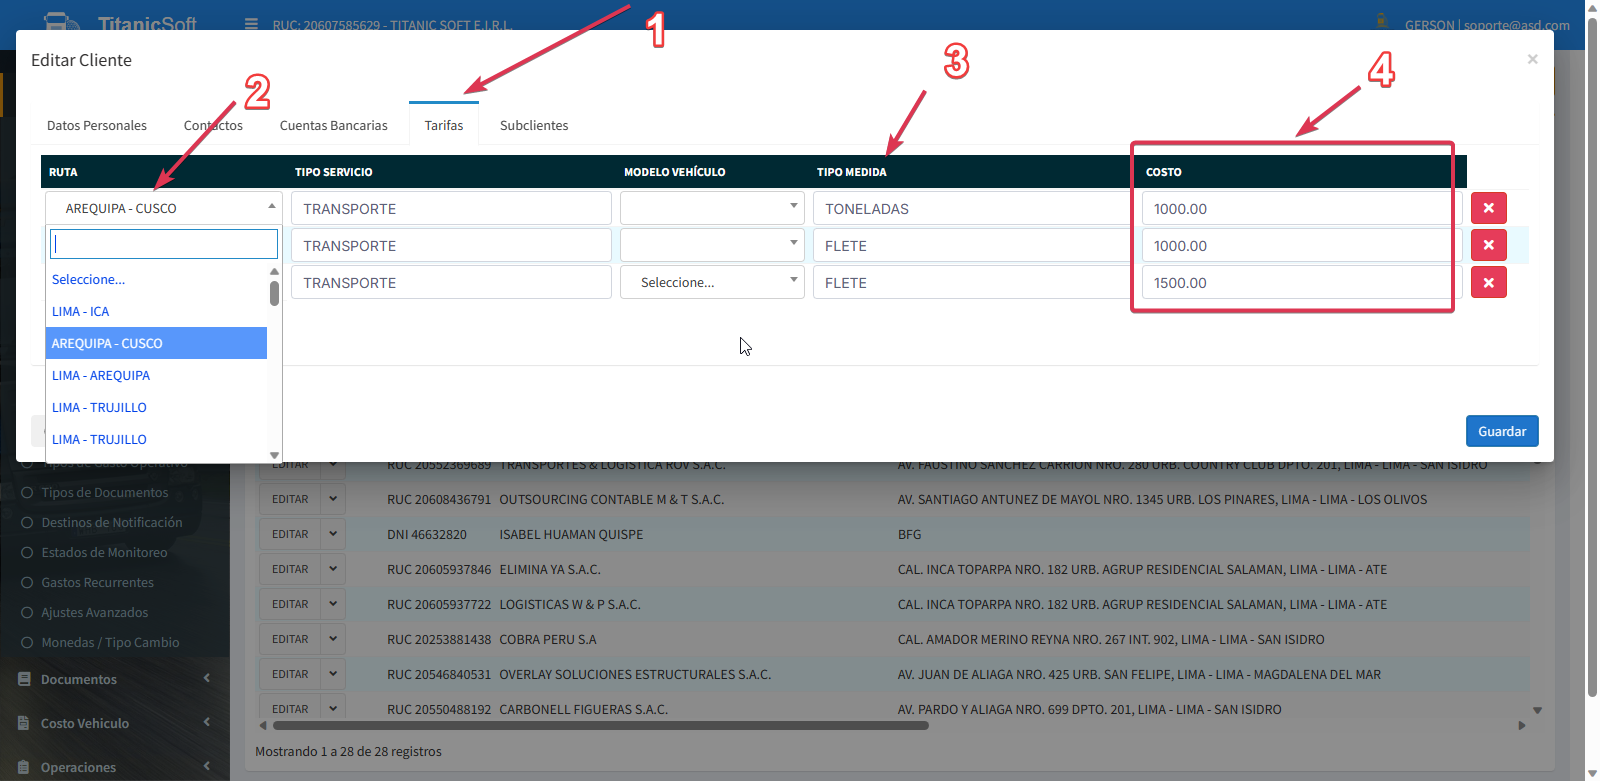 TitanicSoft
RUC: 20607585629 - TITANIC SOFT E.I.R.L.
GERSON | soporte@asd.com
1
2
3
4
Editar Cliente
×
Datos Personales
Contactos
Cuentas Bancarias
Tarifas
Subclientes
RUTA TIPO SERVICIO MODELO VEHÍCULO TIPO MEDIDA COSTO
AREQUIPA - CUSCO TRANSPORTE TONELADAS 1000.00
TRANSPORTE FLETE 1000.00
TRANSPORTE Seleccione... FLETE 1500.00
Seleccione...
LIMA - ICA
AREQUIPA - CUSCO
LIMA - AREQUIPA
LIMA - TRUJILLO
LIMA - TRUJILLO
Guardar
Tipos de Gasto Operativo
Tipos de Documentos
Destinos de Notificación
Estados de Monitoreo
Gastos Recurrentes
Ajustes Avanzados
Monedas / Tipo Cambio
Documentos
Costo Vehiculo
Operaciones
EDITAR RUC 20552369689 TRANSPORTES & LOGISTICA ROV S.A.C. AV. FAUSTINO SANCHEZ CARRION NRO. 280 URB. COUNTRY CLUB DPTO. 201, LIMA - LIMA - SAN ISIDRO
EDITAR RUC 20608436791 OUTSOURCING CONTABLE M & T S.A.C. AV. SANTIAGO ANTUNEZ DE MAYOL NRO. 1345 URB. LOS PINARES, LIMA - LIMA - LOS OLIVOS
EDITAR DNI 46632820 ISABEL HUAMAN QUISPE BFG
EDITAR RUC 20605937846 ELIMINA YA S.A.C. CAL. INCA TOPARPA NRO. 182 URB. AGRUP RESIDENCIAL SALAMAN, LIMA - LIMA - ATE
EDITAR RUC 20605937722 LOGISTICAS W & P S.A.C. CAL. INCA TOPARPA NRO. 182 URB. AGRUP RESIDENCIAL SALAMAN, LIMA - LIMA - ATE
EDITAR RUC 20253881438 COBRA PERU S.A CAL. AMADOR MERINO REYNA NRO. 267 INT. 902, LIMA - LIMA - SAN ISIDRO
EDITAR RUC 20546840531 OVERLAY SOLUCIONES ESTRUCTURALES S.A.C. AV. JUAN DE ALIAGA NRO. 425 URB. SAN FELIPE, LIMA - LIMA - MAGDALENA DEL MAR
EDITAR RUC 20550488192 CARBONELL FIGUERAS S.A.C. AV. PARDO Y ALIAGA NRO. 699 DPTO. 201, LIMA - LIMA - SAN ISIDRO
Mostrando 1 a 28 de 28 registros